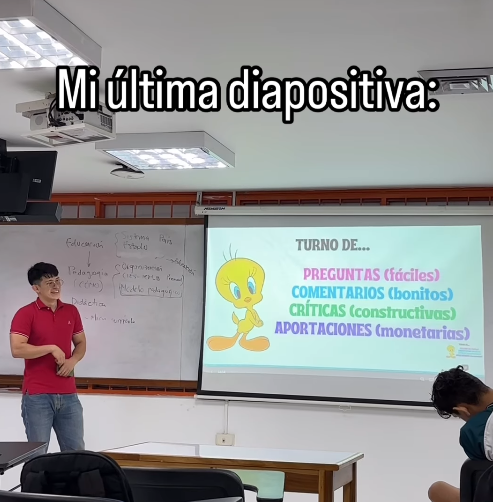 Mi última diapositiva:
TURNO DE...
PREGUNTAS (fáciles)
COMENTARIOS (bonitos)
CRÍTICAS (constructivas)
APORTACIONES (monetarias)
Educación
Pedagogía
Didáctica
Modelo pedagógico